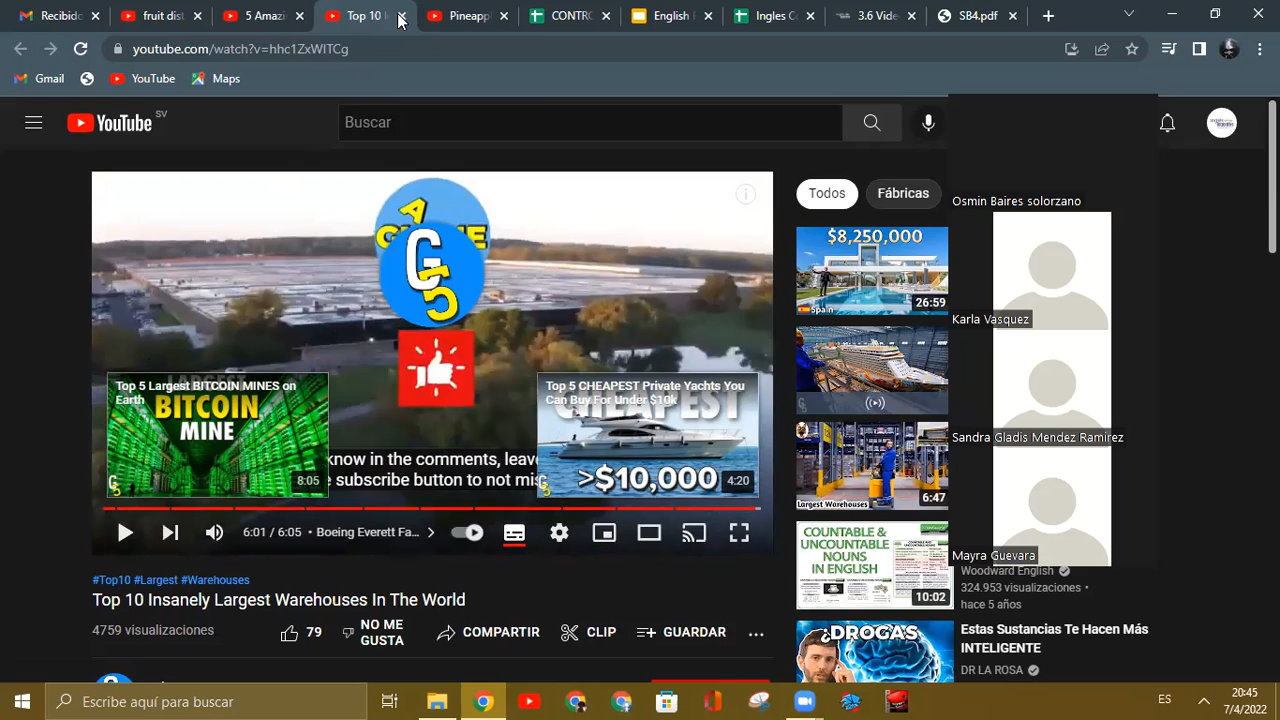 Recibido
fruit dist
5 Amazi
Top 10 I
Pineapp
CONTRO
English F
Ingles Co
3.6 Vide
SB1.pdf
youtube.com/watch?v=hhc1ZxWITCg
Gmail
YouTube
Maps
YouTube SV
Buscar
Todos
Fábricas
Osmin Baires solorzano
$8,250,000
Spain
26:59
Karla Vasquez
Sandra Gladis Mendez Ramirez
Largest Warehouses
6:47
Mayra Guevara
COUNTABLE &
UNCOUNTABLE
NOUNS
IN ENGLISH
10:02
Woodward English
324,953 visualizaciones
hace 5 años
¿DROGAS
Estas Sustancias Te Hacen Más
INTELIGENTE
DR LA ROSA
A
GAME
G5
Top 5 Largest BITCOIN MINES on
Earth
BITCOIN
MINE
8:05
Top 5 CHEAPEST Private Yachts You
Can Buy For Under $10k
CHEAPEST
>$10,000
4:20
know in the comments, leav
e subscribe button to not mis
6:01 / 6:05 • Boeing Everett Fa...
#Top10 #Largest #Warehouses
Top 10 Insanely Largest Warehouses In The World
4759 visualizaciones
79
NO ME
GUSTA
COMPARTIR
CLIP
GUARDAR
Escribe aquí para buscar
ES
20:45
7/4/2022